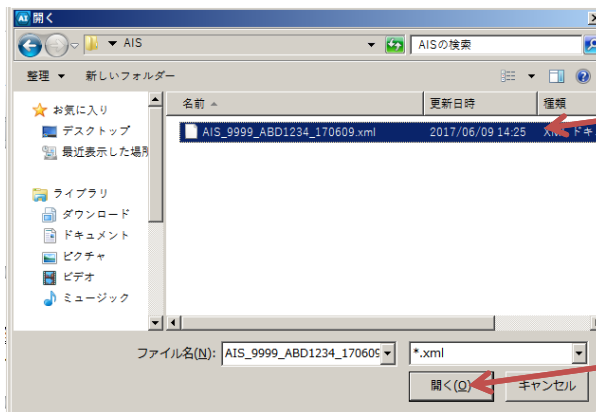 AI 開く
AIS
AISの検索
整理 新しいフォルダー
名前 更新日時 種類
お気に入り
デスクトップ
最近表示した場所
AIS_9999_ABD1234_170609.xml 2017/06/09 14:25
ライブラリ
ダウンロード
ドキュメント
ピクチャ
ビデオ
ミュージック
ファイル名(N): AIS_9999_ABD1234_170609 *.xml
開く(O) キャンセル